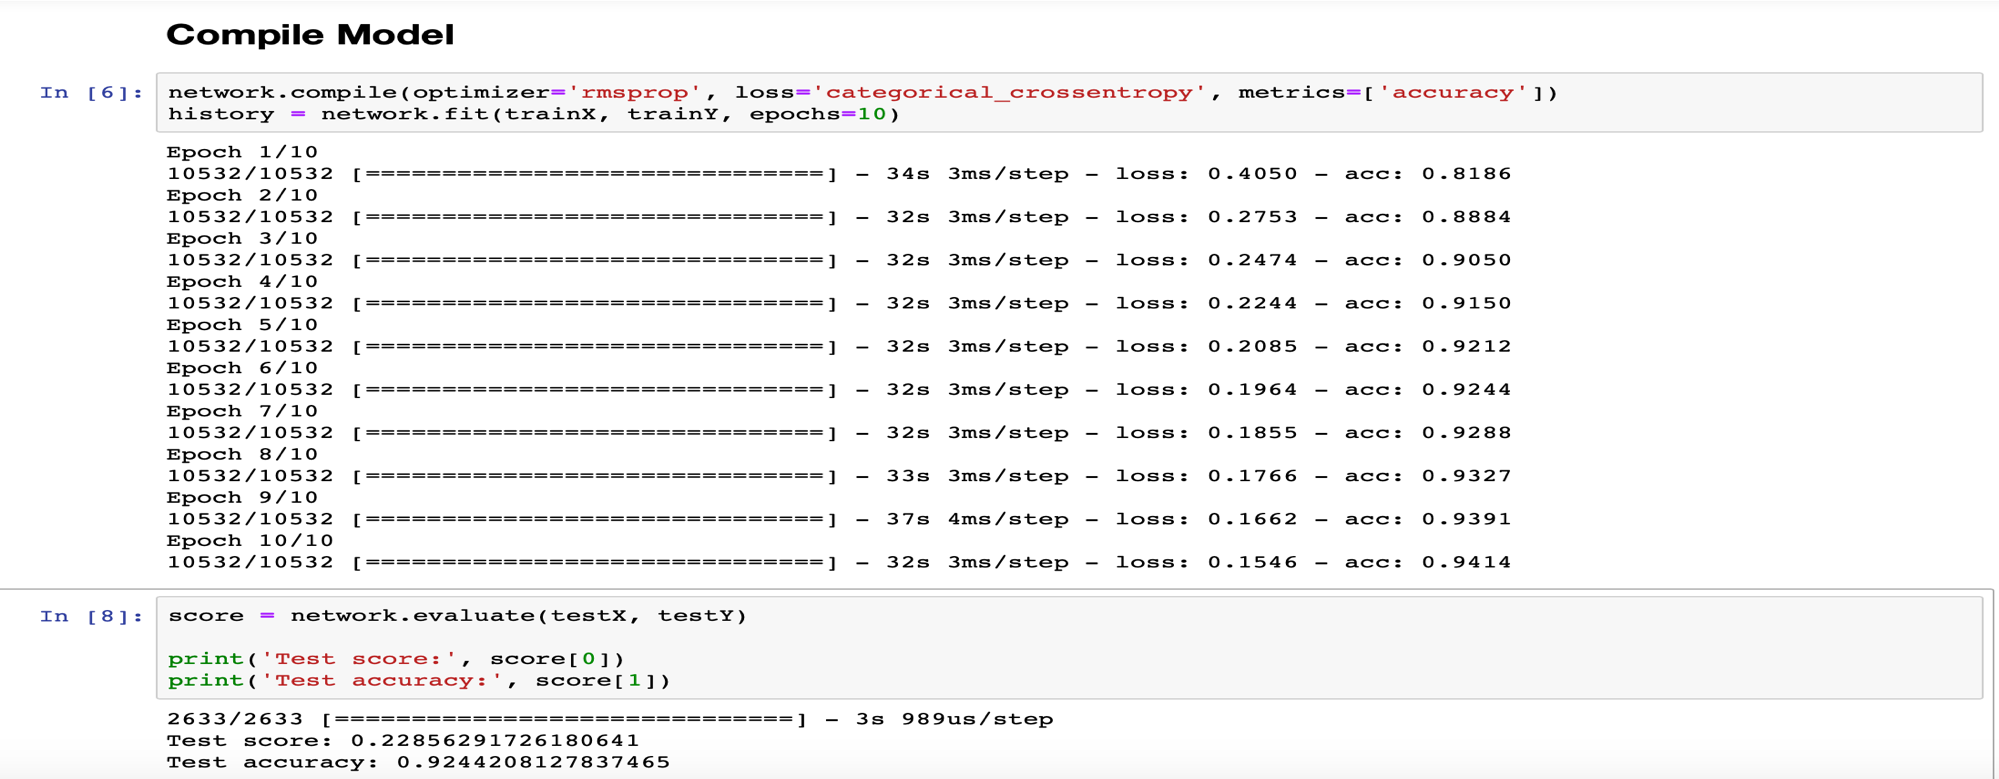 Compile Model
In [6]: network.compile(optimizer='rmsprop', loss='categorical_crossentropy', metrics=['accuracy'])
history = network.fit(trainX, trainY, epochs=10)
Epoch 1/10
10532/10532 [==============================] - 34s 3ms/step - loss: 0.4050 - acc: 0.8186
Epoch 2/10
10532/10532 [==============================] - 32s 3ms/step - loss: 0.2753 - acc: 0.8884
Epoch 3/10
10532/10532 [==============================] - 32s 3ms/step - loss: 0.2474 - acc: 0.9050
Epoch 4/10
10532/10532 [==============================] - 32s 3ms/step - loss: 0.2244 - acc: 0.9150
Epoch 5/10
10532/10532 [==============================] - 32s 3ms/step - loss: 0.2085 - acc: 0.9212
Epoch 6/10
10532/10532 [==============================] - 32s 3ms/step - loss: 0.1964 - acc: 0.9244
Epoch 7/10
10532/10532 [==============================] - 32s 3ms/step - loss: 0.1855 - acc: 0.9288
Epoch 8/10
10532/10532 [==============================] - 33s 3ms/step - loss: 0.1766 - acc: 0.9327
Epoch 9/10
10532/10532 [==============================] - 37s 4ms/step - loss: 0.1662 - acc: 0.9391
Epoch 10/10
10532/10532 [==============================] - 32s 3ms/step - loss: 0.1546 - acc: 0.9414
In [8]: score = network.evaluate(testX, testY)
print('Test score:', score[0])
print('Test accuracy:', score[1])
2633/2633 [==============================] - 3s 989us/step
Test score: 0.22856291726180641
Test accuracy: 0.9244208127837465